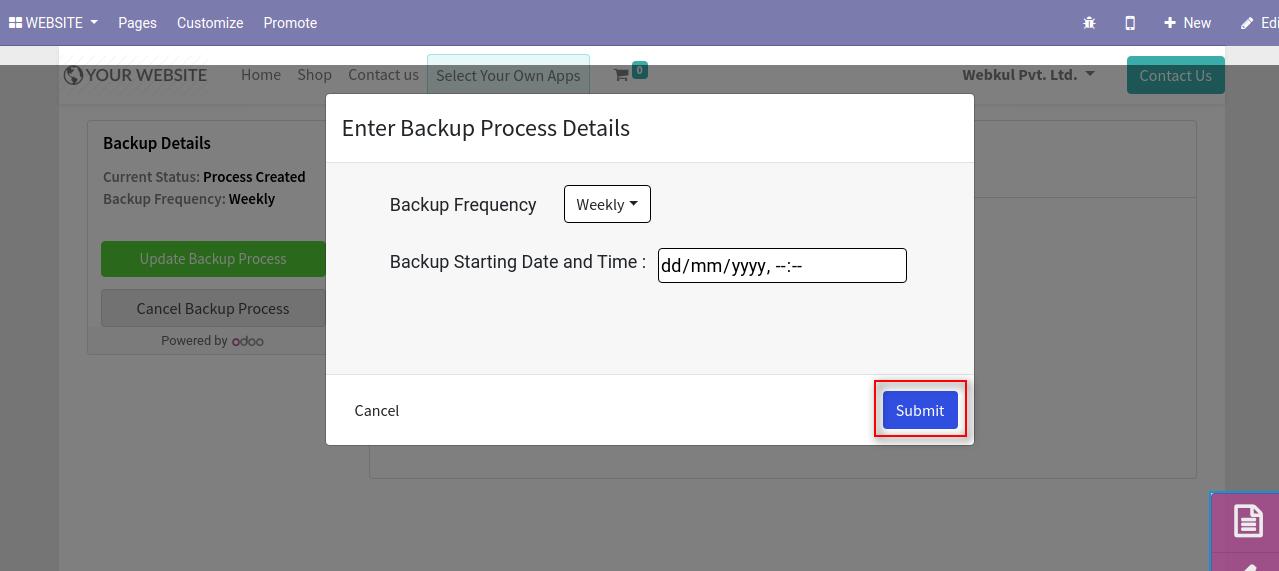 WEBSITE Pages Customize Promote New Edi
YOUR WEBSITE Home Shop Contact us Select Your Own Apps 0 Webkul Pvt. Ltd. Contact Us
Enter Backup Process Details
Backup Details
Current Status: Process Created
Backup Frequency: Weekly
Update Backup Process
Cancel Backup Process
Powered by odoo
Backup Frequency Weekly
Backup Starting Date and Time : dd/mm/yyyy, --:--
Cancel Submit